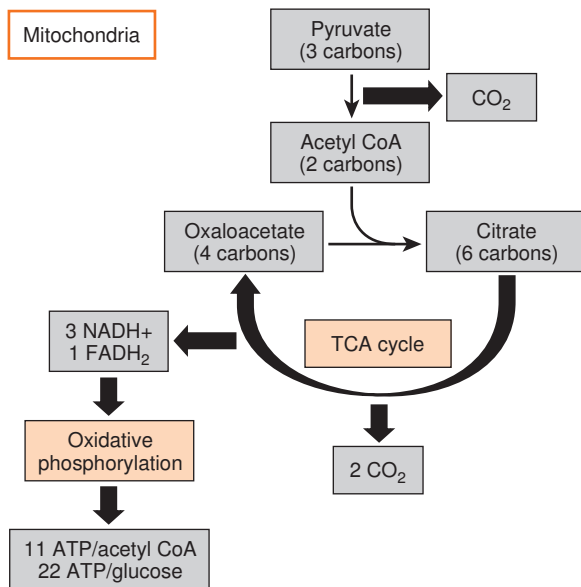 Mitochondria
Pyruvate
(3 carbons)
CO2
Acetyl CoA
(2 carbons)
Oxaloacetate
(4 carbons)
Citrate
(6 carbons)
3 NADH+
1 FADH2
TCA cycle
Oxidative
phosphorylation
2 CO2
11 ATP/acetyl CoA
22 ATP/glucose